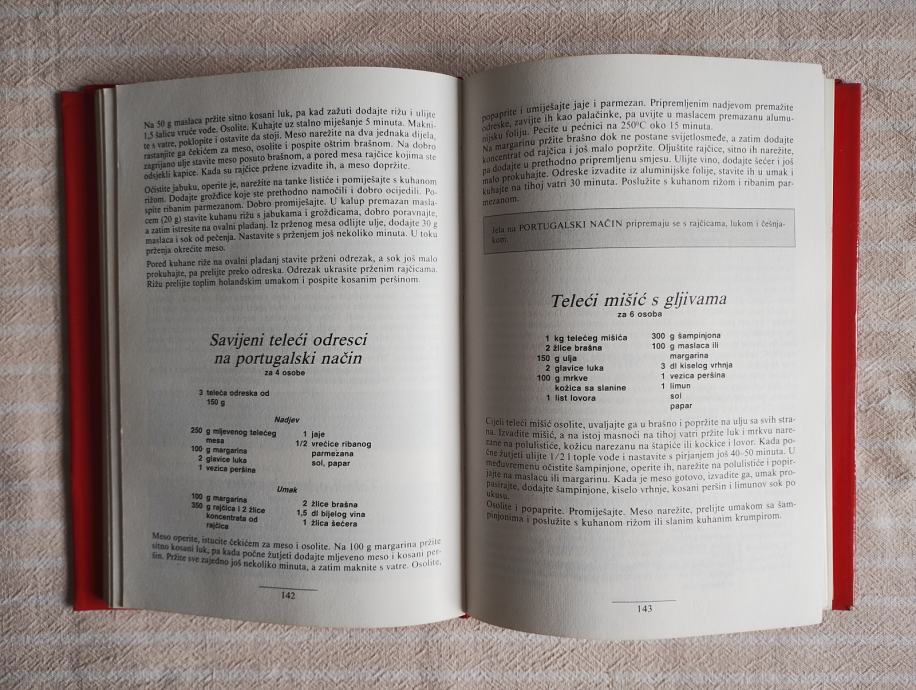 Na 50 g maslaca pržite sitno kosani luk, pa kad zažuti dodajte rižu i ulijte
1,5 šalicu vruće vode. Osolite. Kuhajte uz stalno miješanje 5 minuta. Makni-
te s vatre, poklopite i ostavite da stoji. Meso narežite na dva jednaka dijela,
rastanjite ga čekićem za meso, osolite i pospite oštrim brašnom. Na dobro
zagrijano ulje stavite meso posuto brašnom, a pored mesa rajčice kojima ste
odsjekli kapice. Kada su rajčice pržene izvadite ih, a meso dopržite.
Očistite jabuku, operite je, narežite na tanke listiće i pomiješajte s kuhanom
rižom. Dodajte grožđice koje ste prethodno namočili i dobro ocijedili. Po-
spite ribanim parmezanom. Dobro promiješajte. U kalup premazan masla-
cem (20 g) stavite kuhanu rižu s jabukama i grožđicama, dobro poravnajte,
a zatim istresite na ovalni pladanj. Iz prženog mesa odlijte ulje, dodajte 30 g
maslaca i sok od pečenja. Nastavite s prženjem još nekoliko minuta. U toku
prženja okrećite meso.
Pored kuhane riže na ovalni pladanj stavite prženi odrezak, a sok još malo
prokuhajte, pa prelijte preko odreska. Odrezak ukrasite prženim rajčicama.
Rižu prelijte toplim holandskim umakom i pospite kosanim peršinom.
Savijeni teleći odresci
na portugalski način
za 4 osobe
3 teleća odreska od
150 g
Nadjev
250 g mljevenog telećeg
mesa
100 g margarina
2 glavice luka
1 vezica peršina
1 jaje
1/2 vrećice ribanog
parmezana
sol, papar
Umak
100 g margarina
350 g rajčica i 2 žlice
koncentrata od
rajčica
2 žlice brašna
1,5 dl bijelog vina
1 žlica šećera
Meso operite, istucite čekićem za meso i osolite. Na 100 g margarina pržite
sitno kosani luk, pa kada počne žutjeti dodajte mljeveno meso i kosani per-
šin. Pržite sve zajedno još nekoliko minuta, a zatim maknite s vatre. Osolite,
142
popaprite i umiješajte jaje i parmezan. Pripremljenim nadjevom premažite
odreske, zavijte ih kao palačinke, pa uvijte u maslacem premazanu alumi-
nijsku foliju. Pecite u pećnici na 250°C oko 15 minuta.
Na margarinu pržite brašno dok ne postane svijetlosmeđe, a zatim dodajte
koncentrat od rajčica i još malo popržite. Oljuštite rajčice, sitno ih narežite,
pa dodajte u prethodno pripremljenu smjesu. Ulijte vino, dodajte šećer i još
malo prokuhajte. Odreske izvadite iz aluminijske folije, stavite ih u umak i
kuhajte na tihoj vatri 30 minuta. Poslužite s kuhanom rižom i ribanim par-
mezanom.
Jela na PORTUGALSKI NAČIN pripremaju se s rajčicama, lukom i češnja-
kom.
Teleći mišić s gljivama
za 6 osoba
1 kg telećeg mišića
2 žlice brašna
150 g ulja
2 glavice luka
100 g mrkve
kožica sa slanine
1 list lovora
300 g šampinjona
100 g maslaca ili
margarina
3 dl kiselog vrhnja
1 vezica peršina
1 limun
sol
papar
Cijeli teleći mišić osolite, uvaljajte ga u brašno i popržite na ulju sa svih stra-
na. Izvadite mišić, a na istoj masnoći na tihoj vatri pržite luk i mrkvu nare-
zane na polulistiće, kožicu narezanu na štapiće ili kockice i lovor. Kada po-
čne žutjeti ulijte 1/2 l tople vode i nastavite s pirjanjem još 40–50 minuta. U
međuvremenu očistite šampinjone, operite ih, narežite na polulistiće i popir-
jajte na maslacu ili margarinu. Kada je meso gotovo, izvadite ga, umak pro-
pasirajte, dodajte šampinjone, kiselo vrhnje, kosani peršin i limunov sok po
ukusu.
Osolite i popaprite. Promiješajte. Meso narežite, prelijte umakom sa šam-
pinjonima i poslužite s kuhanom rižom ili slanim kuhanim krumpirom.
143